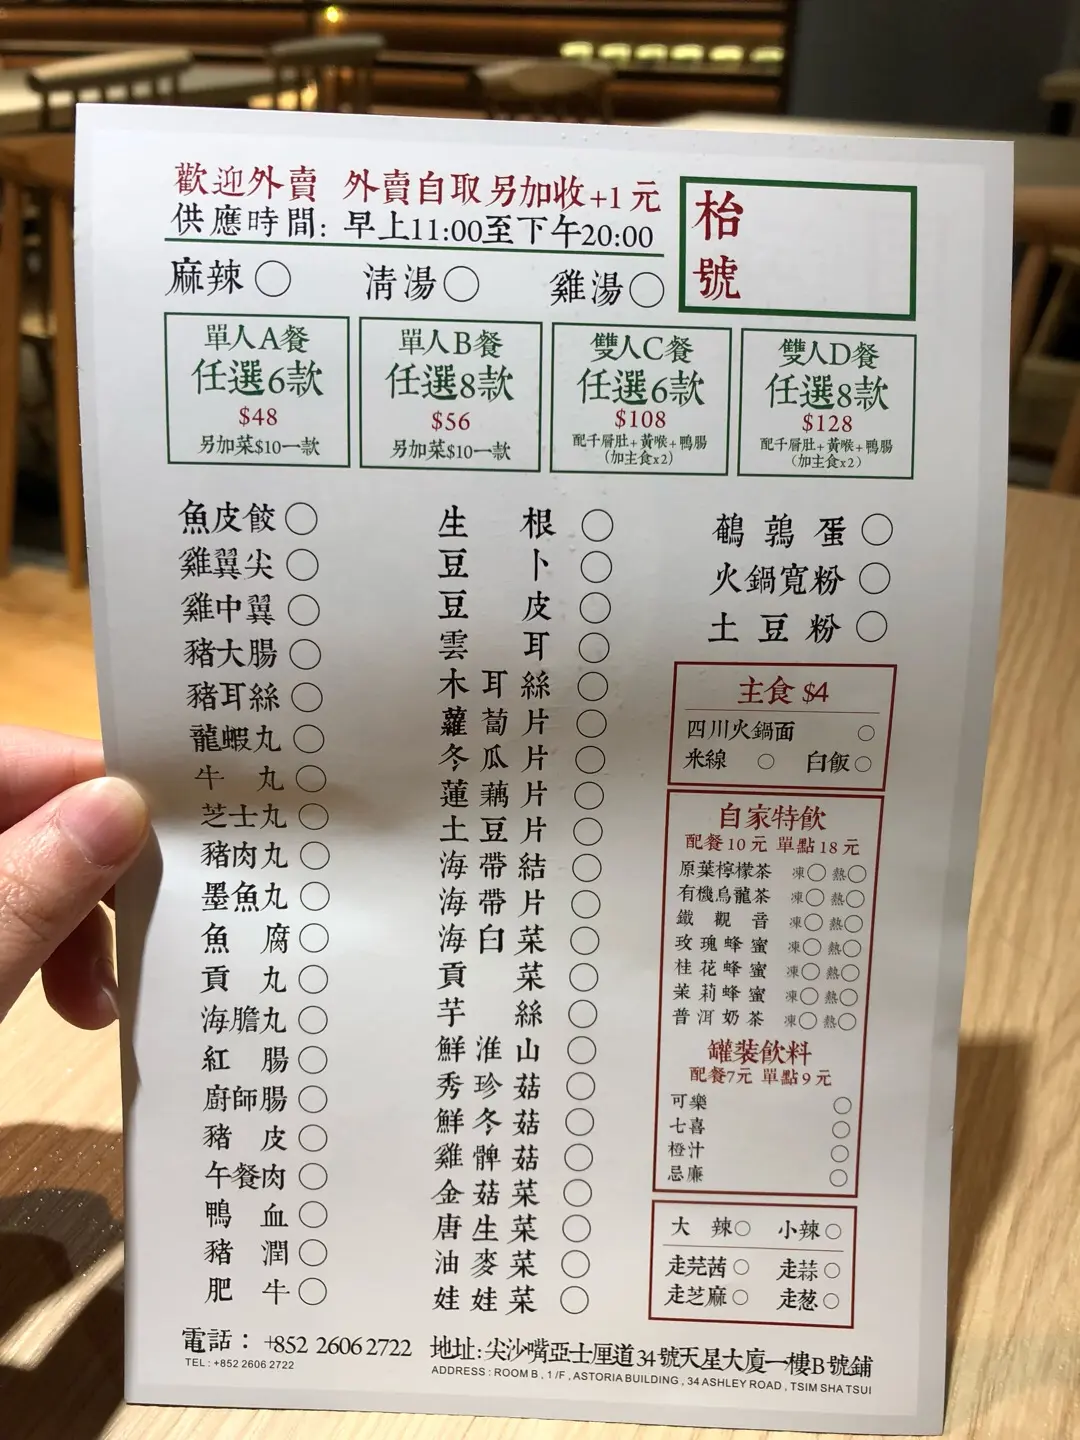 歡迎外賣 外賣自取另加收+1元
供應時間: 早上11:00至下午20:00
枱號
麻辣 清湯 雞湯
單人A餐
任選6款
$48
另加菜$10一款
單人B餐
任選8款
$56
另加菜$10一款
雙人C餐
任選6款
$108
配千層肚+黃喉+鴨腸
(加主食x2)
雙人D餐
任選8款
$128
配千層肚+黃喉+鴨腸
(加主食x2)
魚皮餃
雞翼尖
雞中翼
豬大腸
豬耳絲
龍蝦丸
牛丸
芝士丸
豬肉丸
墨魚丸
魚腐
貢丸
海膽丸
紅腸
廚師腸
豬皮
午餐肉
鴨血
豬潤
肥牛
生根
豆卜
豆皮
雲耳
木耳絲
蘿蔔片
冬瓜片
蓮藕片
土豆片
海帶結
海帶片
海白菜
貢菜
芋絲
鮮淮山
秀珍菇
鮮冬菇
雞髀菇
金菇菜
唐生菜
油麥菜
娃娃菜
鵪鶉蛋
火鍋寬粉
土豆粉
主食 $4
四川火鍋面
米線 白飯
自家特飲
配餐10元 單點18元
原葉檸檬茶 凍 熱
有機烏龍茶 凍 熱
鐵觀音 凍 熱
玫瑰蜂蜜 凍 熱
桂花蜂蜜 凍 熱
茉莉蜂蜜 凍 熱
普洱奶茶 凍 熱
罐裝飲料
配餐7元 單點9元
可樂
七喜
橙汁
忌廉
大辣 小辣
走芫茜 走蒜
走芝麻 走葱
電話: +852 2606 2722 地址:尖沙嘴亞士厘道34號天星大廈一樓B號鋪
TEL: +852 2606 2722 ADDRESS: ROOM B, 1/F, ASTORIA BUILDING, 34 ASHLEY ROAD, TSIM SHA TSUI